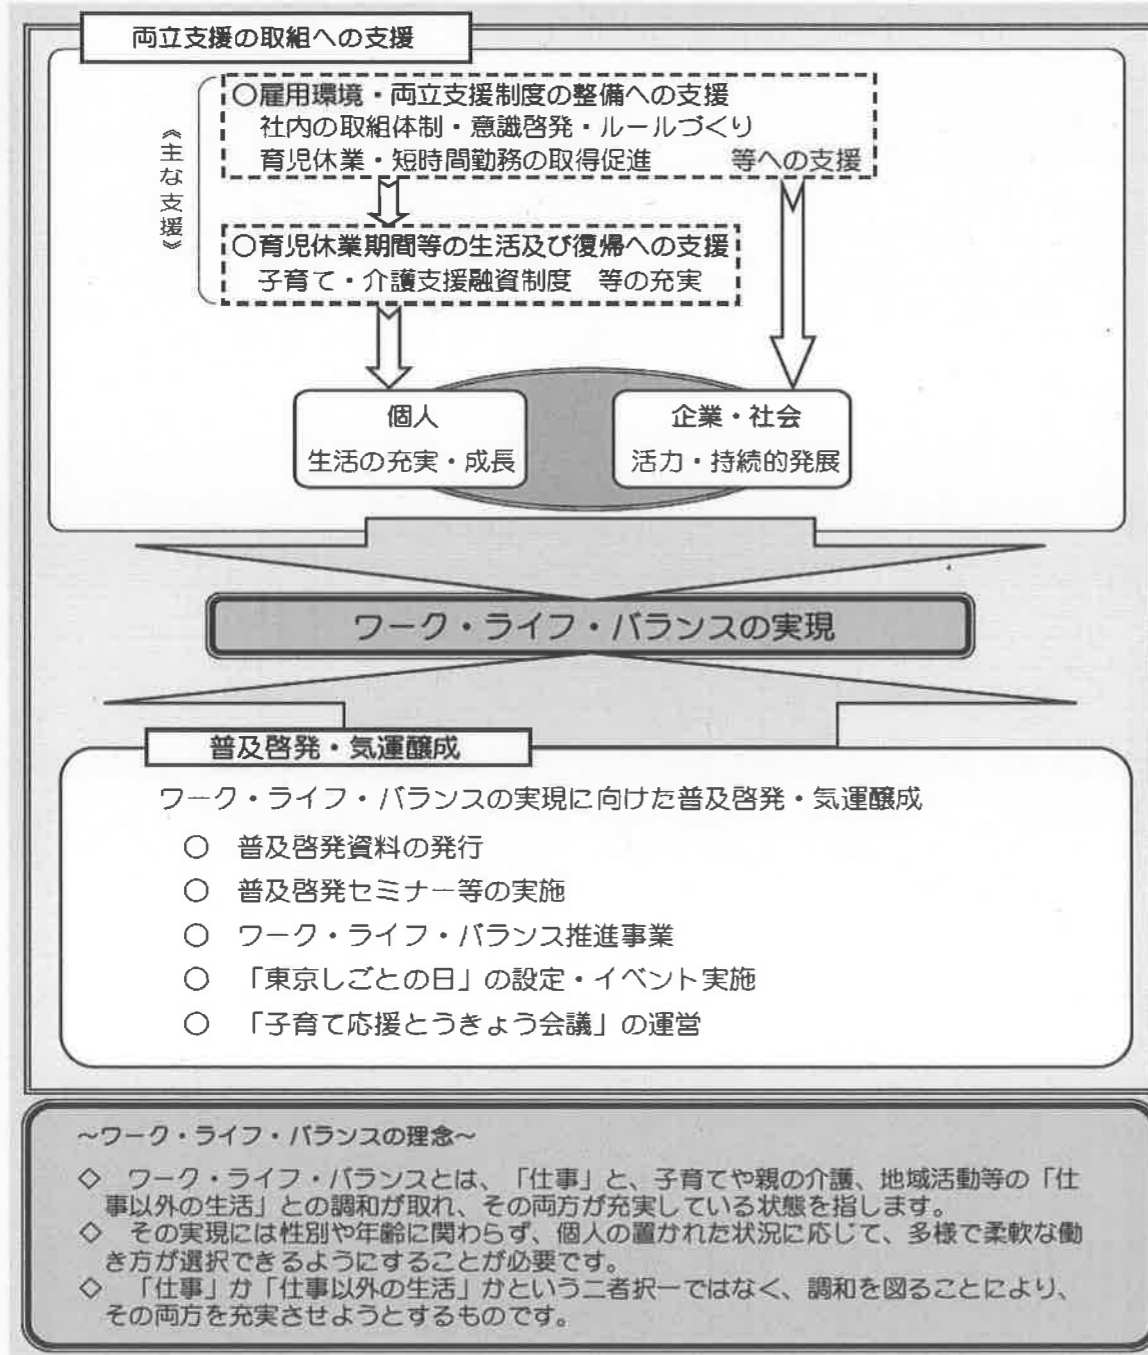 両立支援の取組への支援
《主な支援》
○雇用環境・両立支援制度の整備への支援
社内の取組体制・意識啓発・ルールづくり
育児休業・短時間勤務の取得促進　　等への支援
○育児休業期間等の生活及び復帰への支援
子育て・介護支援融資制度　等の充実
個人
生活の充実・成長
企業・社会
活力・持続的発展
ワーク・ライフ・バランスの実現
普及啓発・気運醸成
ワーク・ライフ・バランスの実現に向けた普及啓発・気運醸成
○　普及啓発資料の発行
○　普及啓発セミナー等の実施
○　ワーク・ライフ・バランス推進事業
○　「東京しごとの日」の設定・イベント実施
○　「子育て応援とうきょう会議」の運営
～ワーク・ライフ・バランスの理念～
◇　ワーク・ライフ・バランスとは、「仕事」と、子育てや親の介護、地域活動等の「仕
事以外の生活」との調和が取れ、その両方が充実している状態を指します。
◇　その実現には性別や年齢に関わらず、個人の置かれた状況に応じて、多様で柔軟な働
き方が選択できるようにすることが必要です。
◇　「仕事」か「仕事以外の生活」かという二者択一ではなく、調和を図ることにより、
その両方を充実させようとするものです。